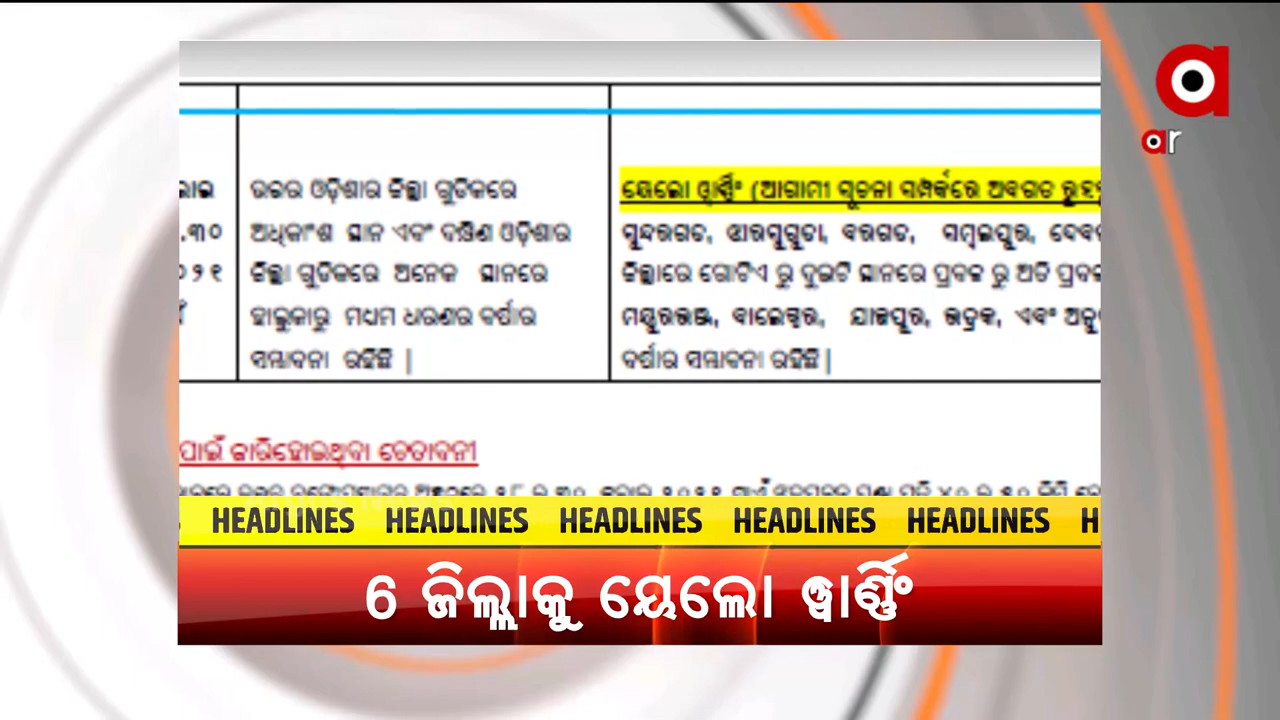 ଉତ୍ତର ଓଡ଼ିଶାର ଜିଲ୍ଲା ଗୁଡିକରେ
ଅଧିକାଂଶ ସ୍ଥାନ ଏବଂ ଦକ୍ଷିଣ ଓଡ଼ିଶାର
ଜିଲ୍ଲା ଗୁଡିକରେ ଅନେକ ସ୍ଥାନରେ
ହାଲୁକାରୁ ମଧ୍ୟମ ଧରଣର ବର୍ଷାର
ସମ୍ଭାବନା ରହିଛି |
ୟେଲୋ ୱାର୍ଣ୍ଣିଂ (ଆଗାମୀ ସୂଚନା ସମ୍ପର୍କରେ ଅବଗତ
ସୁନ୍ଦରଗଡ, ଝାରସୁଗୁଡା, ବରଗଡ, ସମ୍ବଲପୁର,
ଜିଲ୍ଲାରେ ଗୋଟିଏ ରୁ ଦୁଇଟି ସ୍ଥାନରେ ପ୍ରବଳ ରୁ ଅତି
ମୟୁରଭଞ୍ଜ, ବାଲେଶ୍ୱର, ଯାଜପୁର, ଭଦ୍ରକ, ଏବଂ
ବର୍ଷାର ସମ୍ଭାବନା ରହିଛି|
ପାଇଁ ଜାରିହୋଇଥିବା ଚେତାବନୀ
HEADLINES HEADLINES HEADLINES HEADLINES HEADLINES H
6 ଜିଲ୍ଲାକୁ ୟେଲୋ ୱାର୍ଣ୍ଣିଂ
a
ar